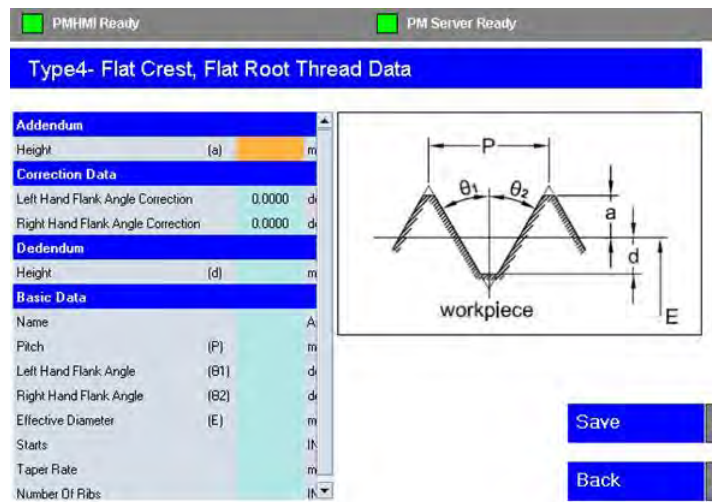 PMHMI Ready
PM Server Ready
Type4- Flat Crest, Flat Root Thread Data
Addendum
Height (a) m
Correction Data
Left Hand Flank Angle Correction 0.0000 d
Right Hand Flank Angle Correction 0.0000 d
Dedendum
Height (d) m
Basic Data
Name A
Pitch (P) m
Left Hand Flank Angle (θ1) d
Right Hand Flank Angle (θ2) d
Effective Diameter (E) m
Starts IN
Taper Rate m
Number Of Ribs IN
P
θ1 θ2
a
d
workpiece
E
Save
Back